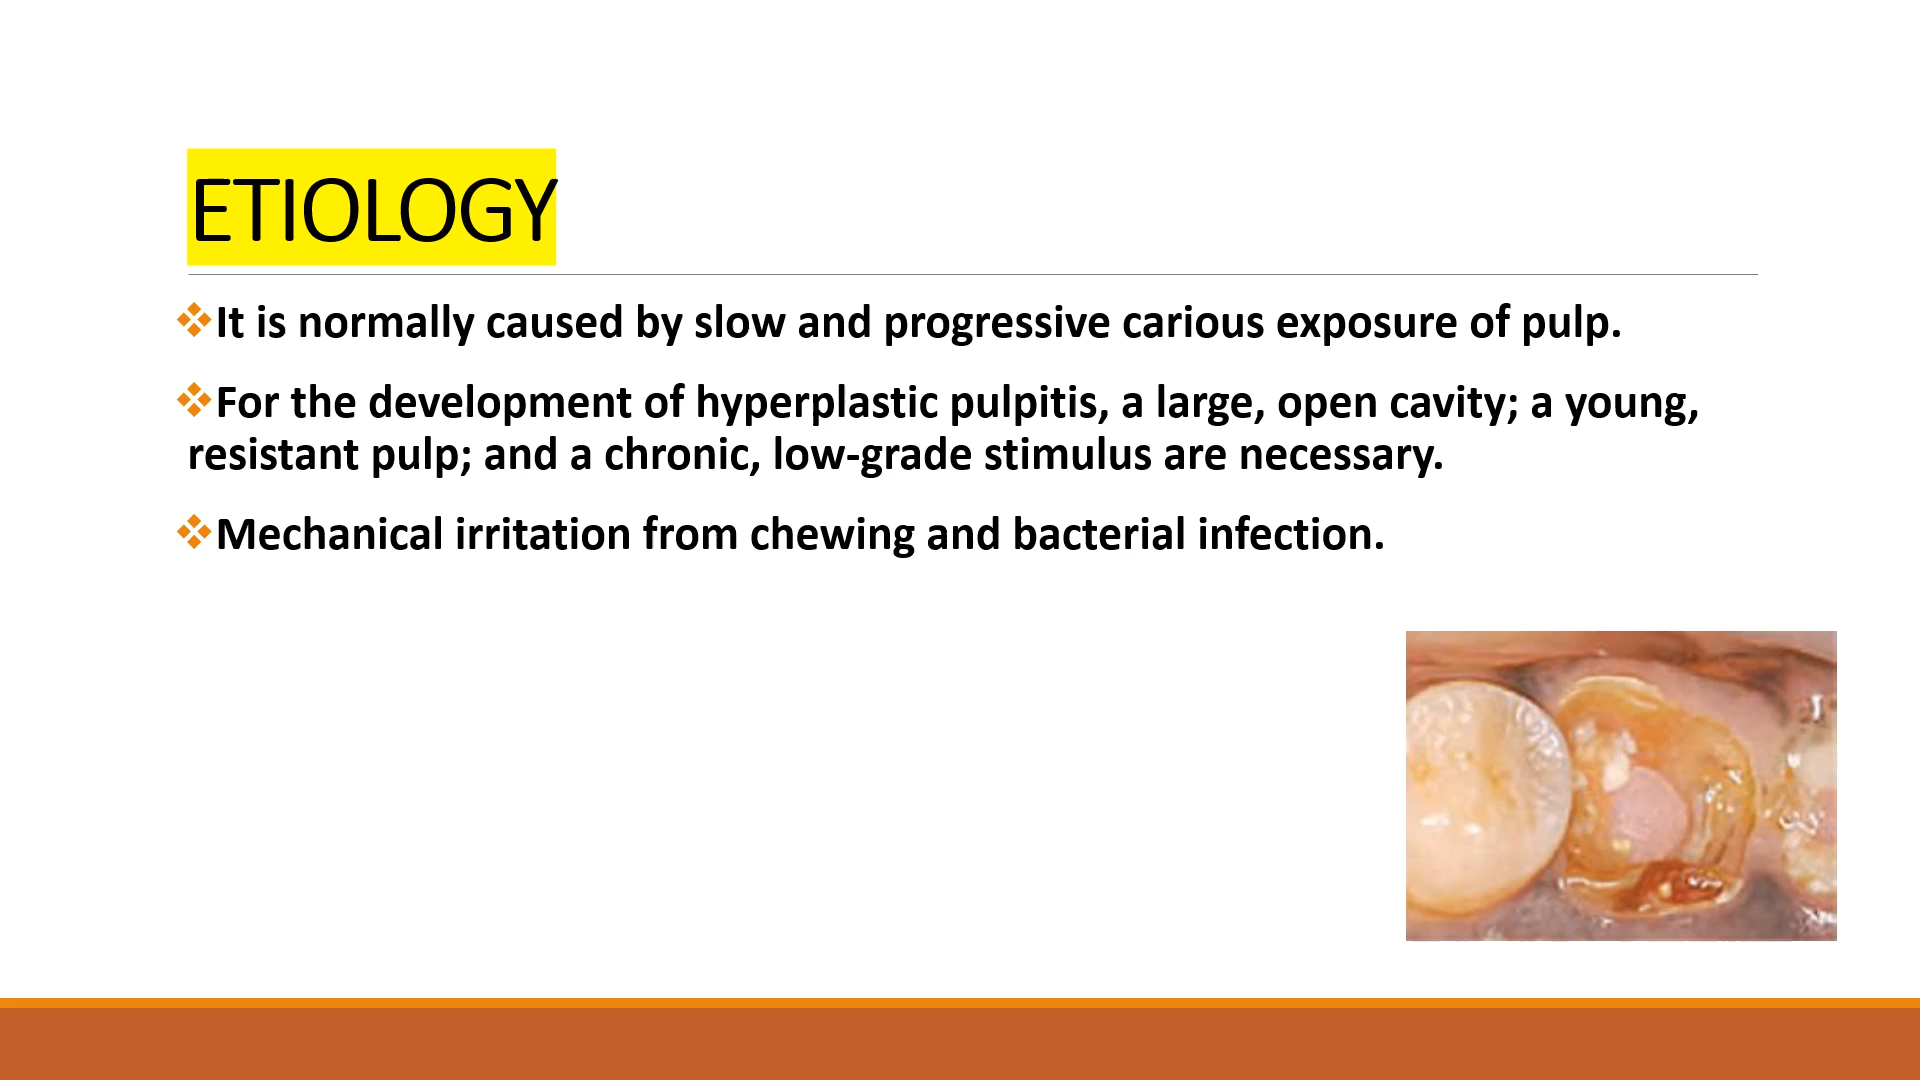 ETIOLOGY
It is normally caused by slow and progressive carious exposure of pulp.
For the development of hyperplastic pulpitis, a large, open cavity; a young,
resistant pulp; and a chronic, low-grade stimulus are necessary.
Mechanical irritation from chewing and bacterial infection.